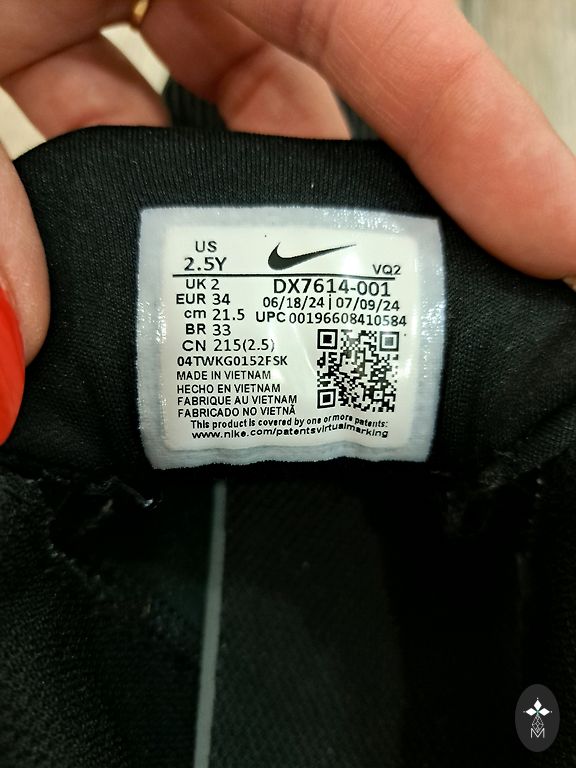 US
2.5Y
VQ2
UK 2
DX7614-001
EUR 34
06/18/24 | 07/09/24
cm 21.5
UPC 00196608410584
BR 33
CN 215(2.5)
04TWKG0152FSK
MADE IN VIETNAM
HECHO EN VIETNAM
FABRIQUE AU VIETNAM
FABRICADO NO VIETNÃ
This product is covered by one or more patents:
www.nike.com/patentsvirtualmarking
M